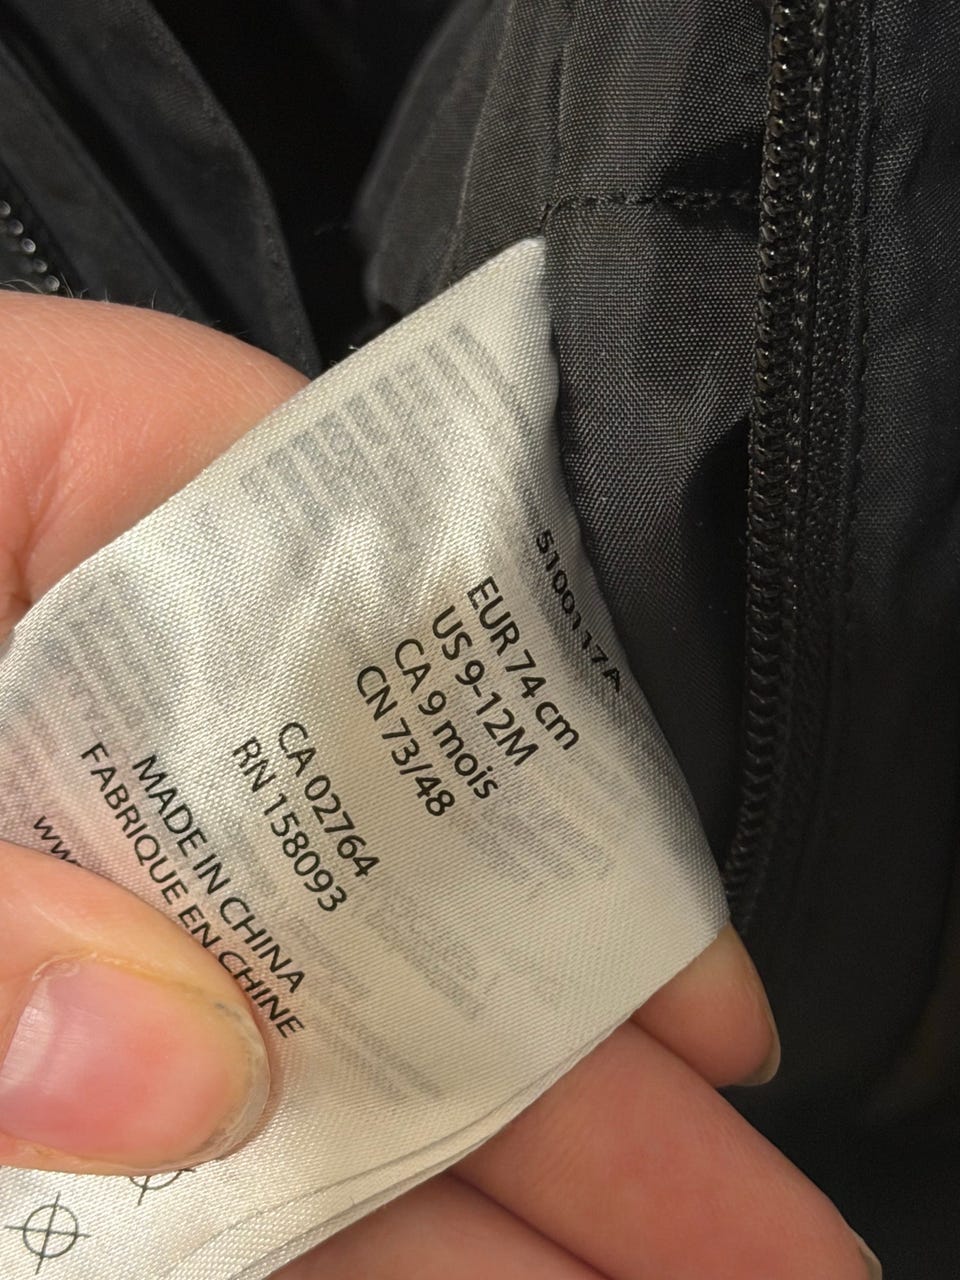 5100117A
EUR 74 cm
US 9-12M
CA 9 mois
CN 73/48
CA 02764
RN 158093
MADE IN CHINA
FABRIQUE EN CHINE